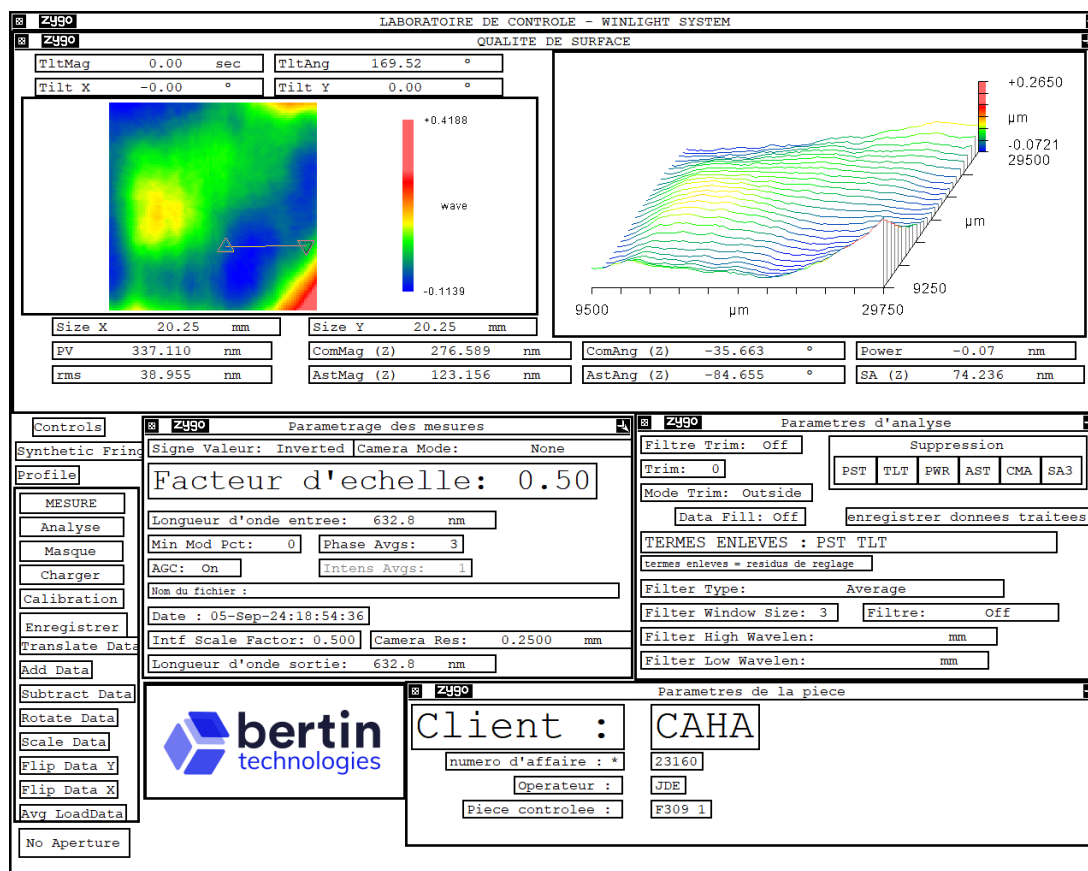 zygo LABORATOIRE DE CONTROLE - WINLIGHT SYSTEM
zygo QUALITE DE SURFACE
TltMag 0.00 sec TltAng 169.52 °
Tilt X -0.00 ° Tilt Y 0.00 °
+0.4188
wave
-0.1139
+0.2650
µm
-0.0721
29500
µm
9250
9500 µm 29750
Size X 20.25 mm Size Y 20.25 mm
PV 337.110 nm ComMag (Z) 276.589 nm ComAng (Z) -35.663 ° Power -0.07 nm
rms 38.955 nm AstMag (Z) 123.156 nm AstAng (Z) -84.655 ° SA (Z) 74.236 nm
Controls
Synthetic Fring
Profile
MESURE
Analyse
Masque
Charger
Calibration
Enregistrer
Translate Data
Add Data
Subtract Data
Rotate Data
Scale Data
Flip Data Y
Flip Data X
Avg LoadData
No Aperture
zygo Parametrage des mesures
Signe Valeur: Inverted Camera Mode: None
Facteur d'echelle: 0.50
Longueur d'onde entree: 632.8 nm
Min Mod Pct: 0 Phase Avgs: 3
AGC: On Intens Avgs: 1
Nom du fichier :
Date : 05-Sep-24:18:54:36
Intf Scale Factor: 0.500 Camera Res: 0.2500 mm
Longueur d'onde sortie: 632.8 nm
zygo Parametres d'analyse
Filtre Trim: Off Suppression
Trim: 0 PST TLT PWR AST CMA SA3
Mode Trim: Outside
Data Fill: Off enregistrer donnees traitees
TERMES ENLEVES : PST TLT
termes enleves = residus de reglage
Filter Type: Average
Filter Window Size: 3 Filtre: Off
Filter High Wavelen: mm
Filter Low Wavelen: mm
bertin
technologies
zygo Parametres de la piece
Client : CAHA
numero d'affaire : * 23160
Operateur : JDE
Piece controlee : F309 1